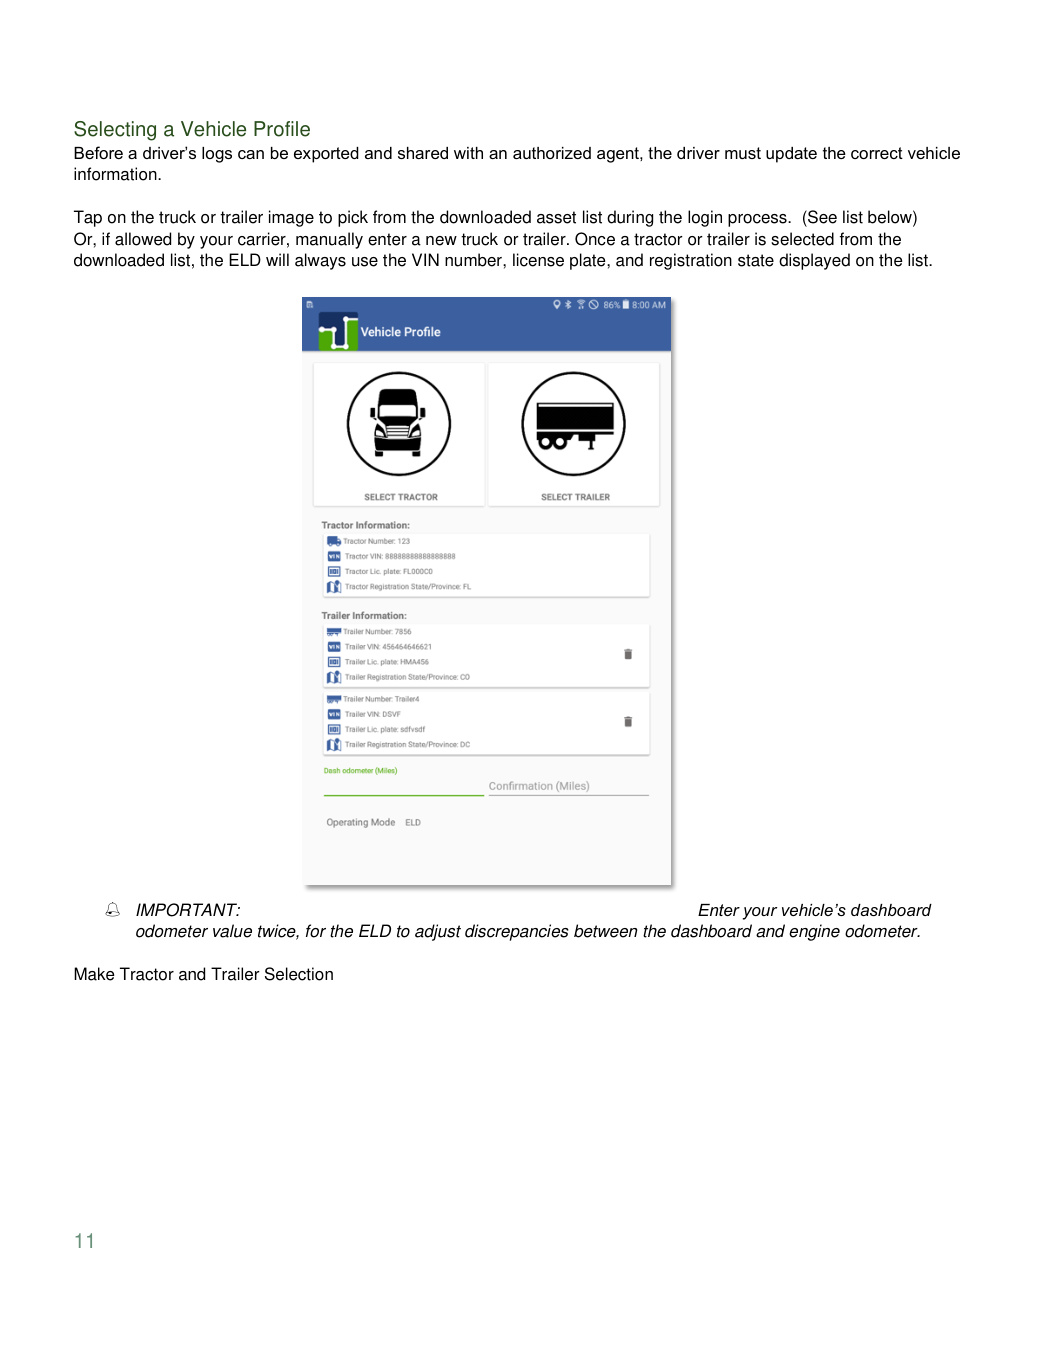 Selecting a Vehicle Profile
Before a driver's logs can be exported and shared with an authorized agent, the driver must update the correct vehicle
information.
Tap on the truck or trailer image to pick from the downloaded asset list during the login process.  (See list below)
Or, if allowed by your carrier, manually enter a new truck or trailer. Once a tractor or trailer is selected from the
downloaded list, the ELD will always use the VIN number, license plate, and registration state displayed on the list.
86% 8:00 AM
Vehicle Profile
SELECT TRACTOR SELECT TRAILER
Tractor Information:
Tractor Number: 123
VIN Tractor VIN: 88888888888888888
Tractor Lic. plate: FL000C0
Tractor Registration State/Province: FL
Trailer Information:
Trailer Number: 7856
VIN Trailer VIN: 456464646621
Trailer Lic. plate: HMA456
Trailer Registration State/Province: CO
Trailer Number: Trailer4
VIN Trailer VIN: DSVF
Trailer Lic. plate: sdfvsdf
Trailer Registration State/Province: DC
Dash odometer (Miles)
Confirmation (Miles)
Operating Mode ELD
IMPORTANT: Enter your vehicle's dashboard
odometer value twice, for the ELD to adjust discrepancies between the dashboard and engine odometer.
Make Tractor and Trailer Selection
11